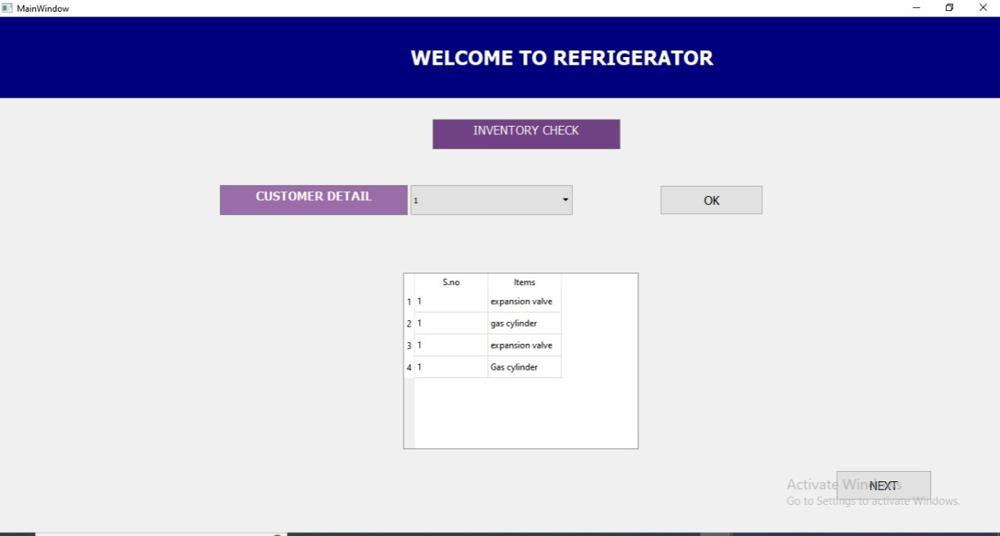 MainWindow
WELCOME TO REFRIGERATOR
INVENTORY CHECK
CUSTOMER DETAIL 1 OK
S.no Items
1 1 expansion valve
2 1 gas cylinder
3 1 expansion valve
4 1 Gas cylinder
NEXT
Activate Windows
Go to Settings to activate Windows.